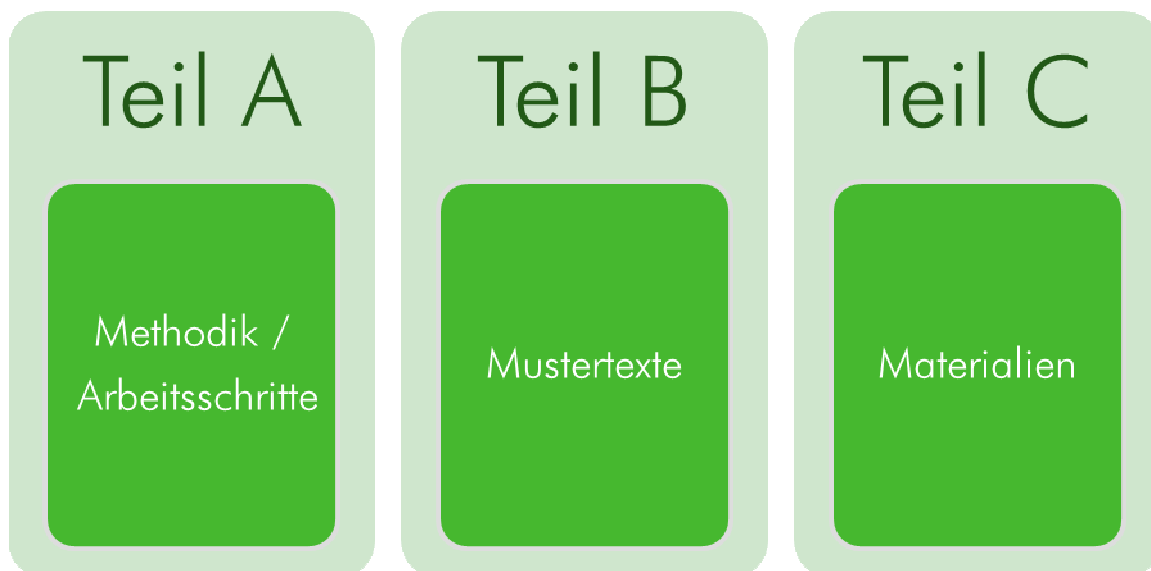 Teil A
Methodik /
Arbeitsschritte
Teil B
Mustertexte
Teil C
Materialien